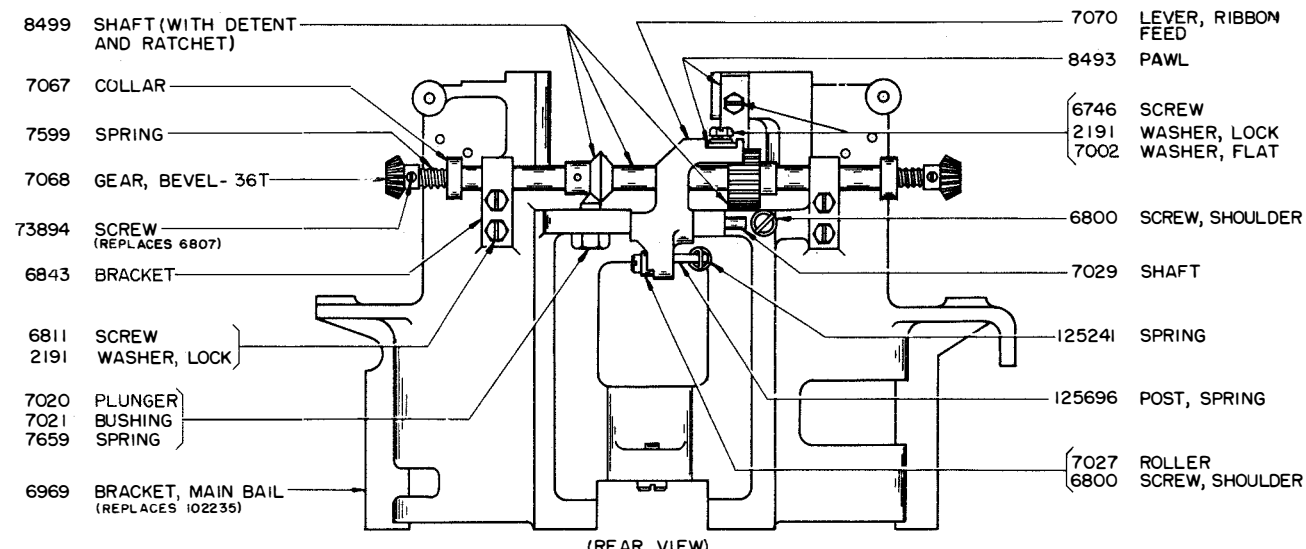 8499 SHAFT (WITH DETENT
AND RATCHET)
7067 COLLAR
7599 SPRING
7068 GEAR, BEVEL-36T
73894 SCREW
(REPLACES 6807)
6843 BRACKET
6811 SCREW
2191 WASHER, LOCK
7020 PLUNGER
7021 BUSHING
7659 SPRING
6969 BRACKET, MAIN BAIL
(REPLACES 102235)
7070 LEVER, RIBBON
FEED
8493 PAWL
6746 SCREW
2191 WASHER, LOCK
7002 WASHER, FLAT
6800 SCREW, SHOULDER
7029 SHAFT
125241 SPRING
125696 POST, SPRING
7027 ROLLER
6800 SCREW, SHOULDER
(REAR VIEW)